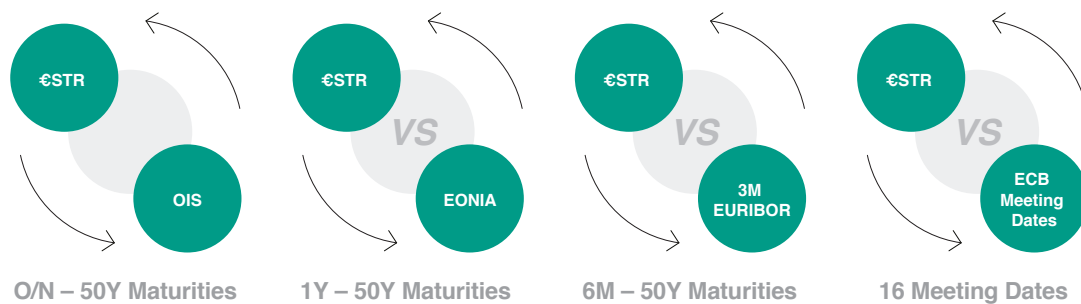 €STR
OIS
O/N – 50Y Maturities
€STR
VS
EONIA
1Y – 50Y Maturities
€STR
VS
3M
EURIBOR
6M – 50Y Maturities
€STR
VS
ECB
Meeting
Dates
16 Meeting Dates